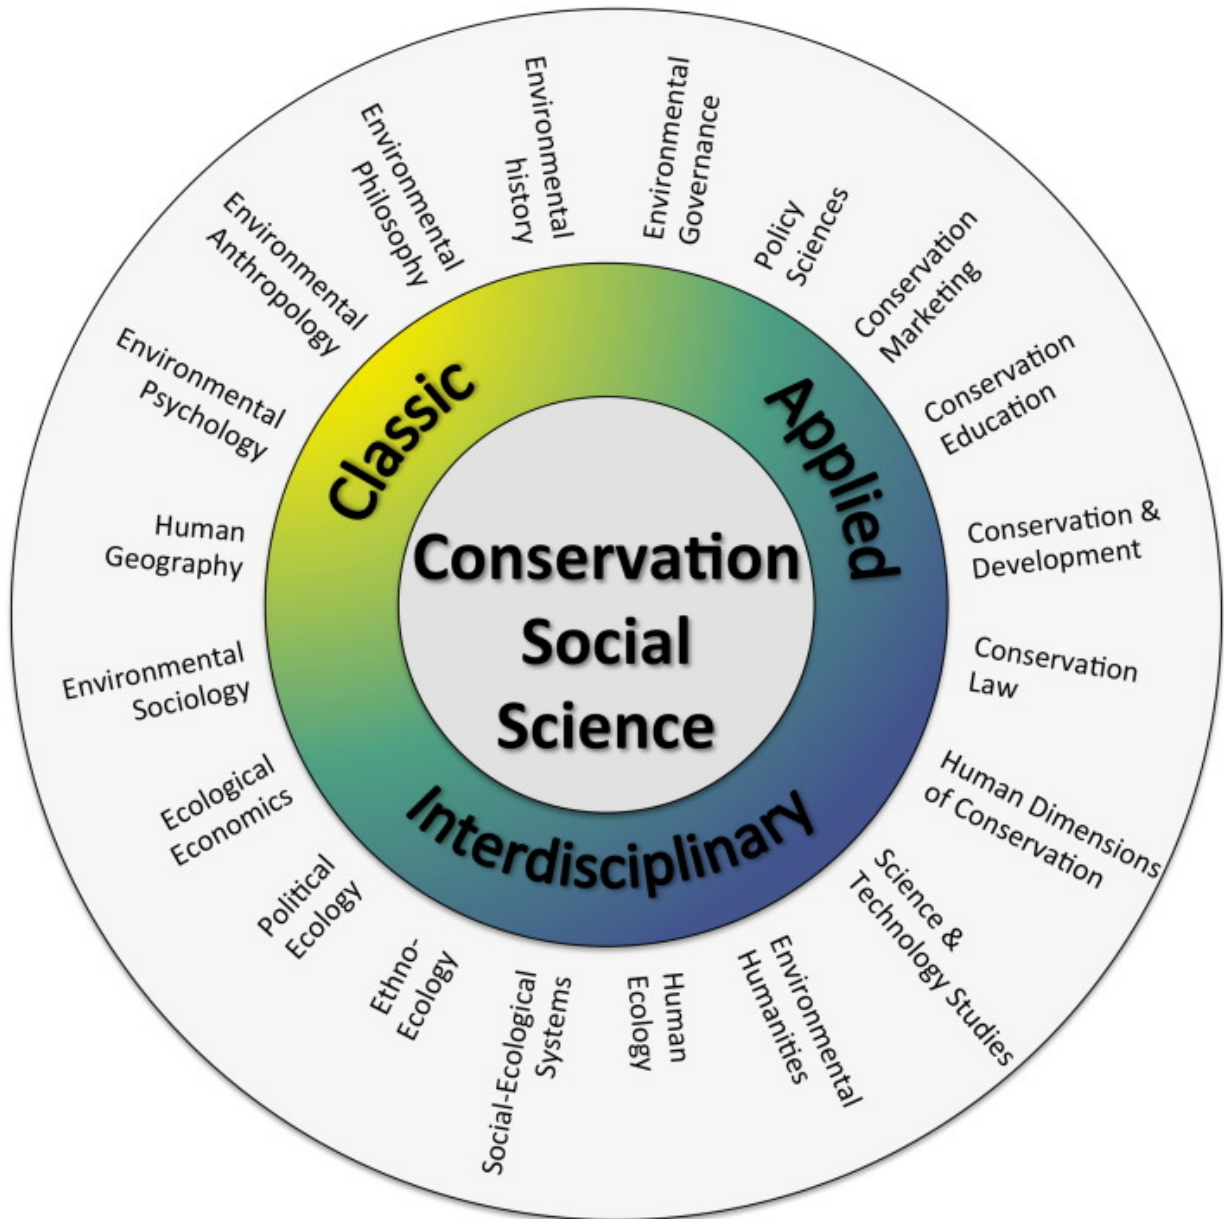 Conservation
Social
Science
Classic
Applied
Interdisciplinary
Environmental
history
Environmental
Governance
Policy
Sciences
Conservation
Marketing
Conservation
Education
Conservation &
Development
Conservation
Law
Human Dimensions
of Conservation
Science &
Technology Studies
Environmental
Humanities
Human
Ecology
Social-Ecological
Systems
Ethno-
Ecology
Political
Ecology
Ecological
Economics
Environmental
Sociology
Human
Geography
Environmental
Psychology
Environmental
Anthropology
Environmental
Philosophy